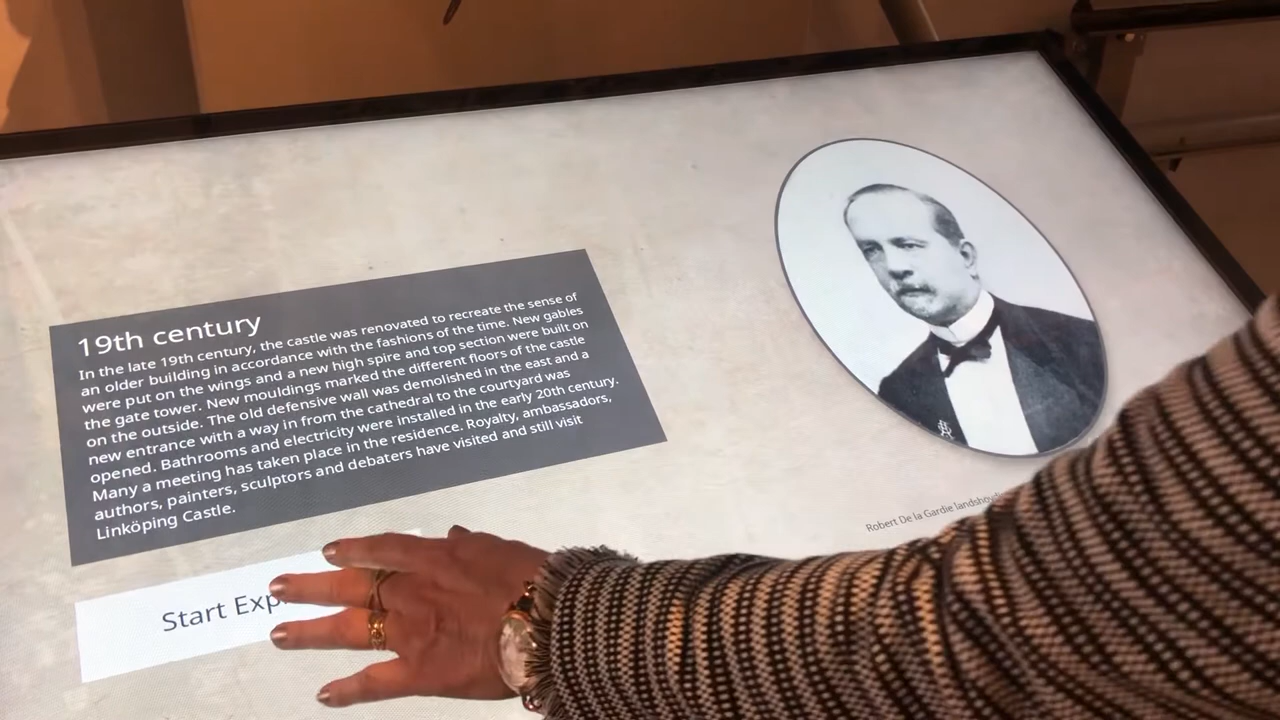 19th century
In the late 19th century, the castle was renovated to recreate the sense of
an older building in accordance with the fashions of the time. New gables
were put on the wings and a new high spire and top section were built on
the gate tower. New mouldings marked the different floors of the castle
on the outside. The old defensive wall was demolished in the east and a
new entrance with a way in from the cathedral to the courtyard was
opened. Bathrooms and electricity were installed in the early 20th century.
Many a meeting has taken place in the residence. Royalty, ambassadors,
authors, painters, sculptors and debaters have visited and still visit
Linköping Castle.
Start
Robert De la Gardie